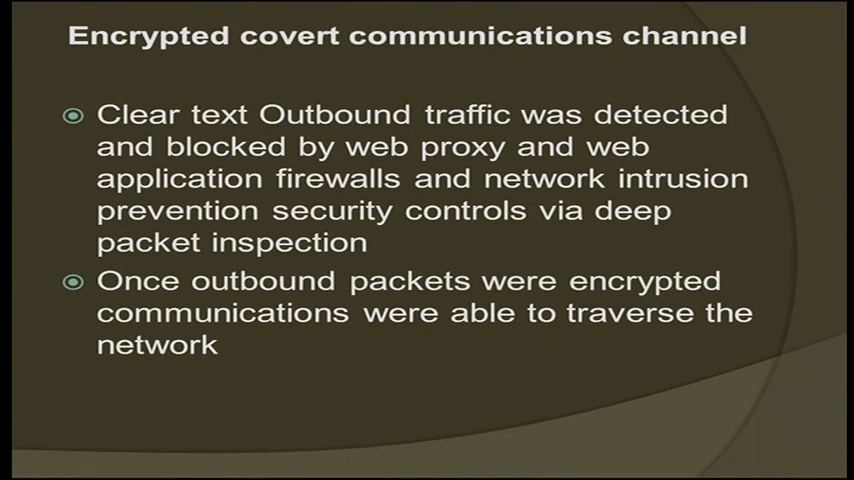 Encrypted covert communications channel
Clear text Outbound traffic was detected
and blocked by web proxy and web
application firewalls and network intrusion
prevention security controls via deep
packet inspection
Once outbound packets were encrypted
communications were able to traverse the
network